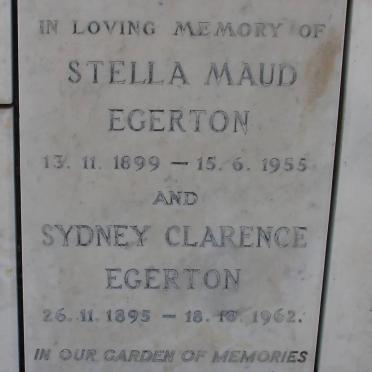 IN LOVING MEMORY OF
STELLA MAUD
EGERTON
13. 11. 1899 — 15. 6. 1955
AND
SYDNEY CLARENCE
EGERTON
26. 11. 1895 — 18. 10. 1962.
IN OUR GARDEN OF MEMORIES